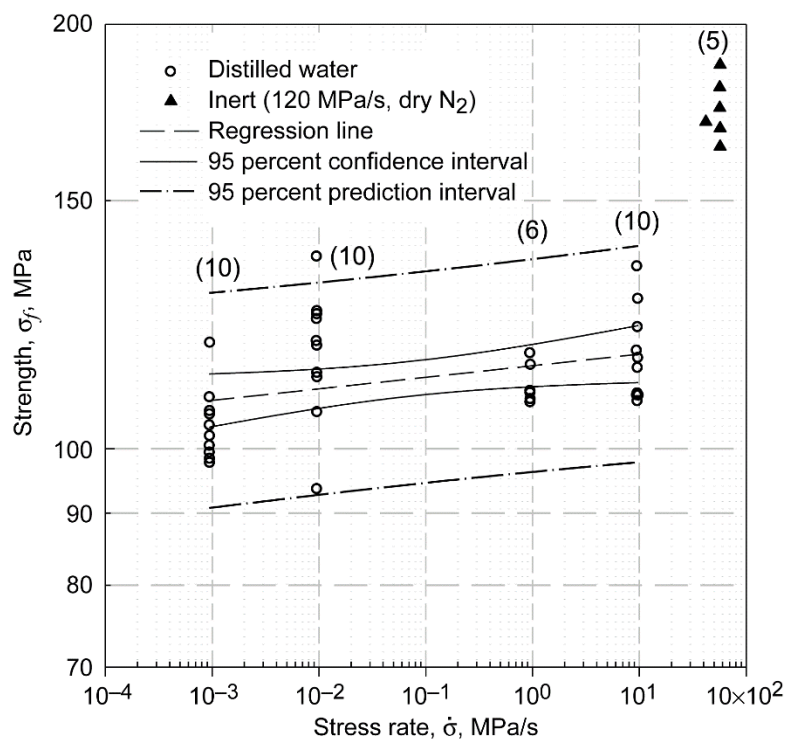 200
(5)
Distilled water
Inert (120 MPa/s, dry N₂)
Regression line
95 percent confidence interval
95 percent prediction interval
150
(10)
(10)
(6)
(10)
Strength, σf, MPa
100
90
80
70
10–4
10–3
10–2
10–1
10⁰
10¹
10×10²
Stress rate, σ̇, MPa/s